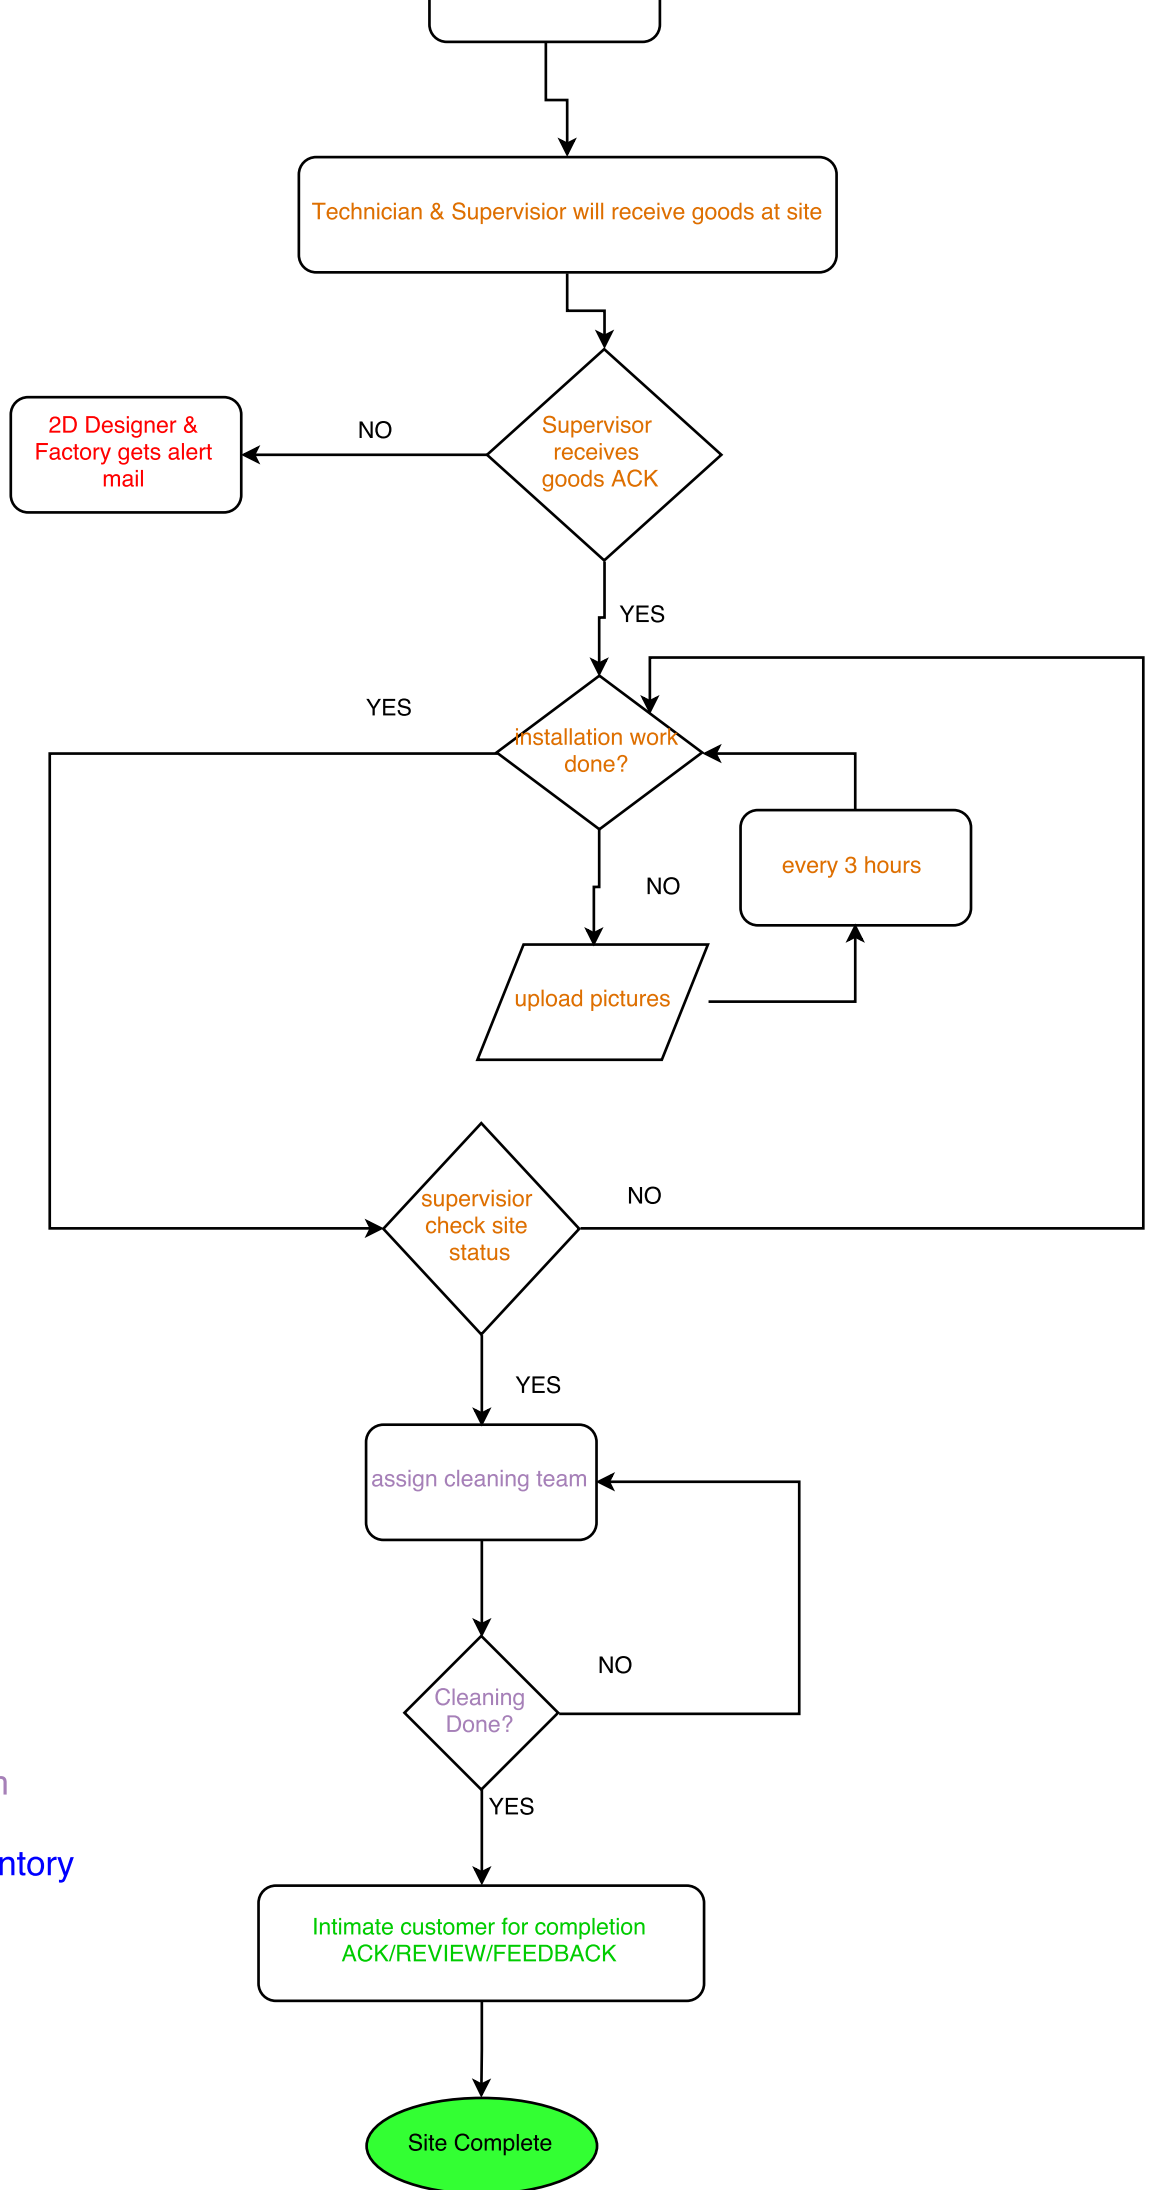 Technician & Supervisior will receive goods at site
Supervisor
receives
goods ACK
NO
2D Designer &
Factory gets alert
mail
YES
YES
installation work
done?
every 3 hours
NO
upload pictures
supervisior
check site
status
NO
YES
assign cleaning team
NO
Cleaning
Done?
YES
Intimate customer for completion
ACK/REVIEW/FEEDBACK
Site Complete